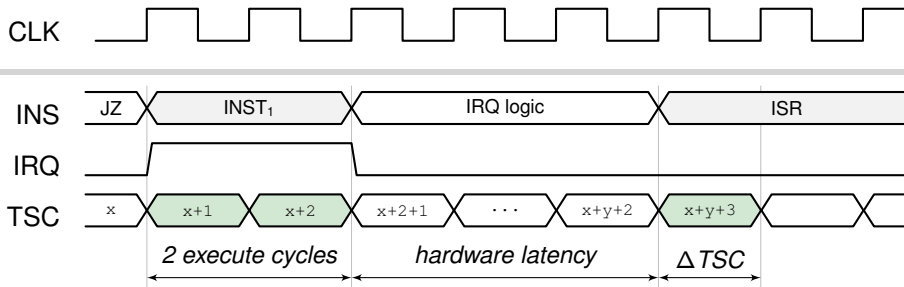 CLK
INS JZ INST₁ IRQ logic ISR
IRQ
TSC x x+1 x+2 x+2+1 ··· x+y+2 x+y+3
2 execute cycles hardware latency Δ TSC